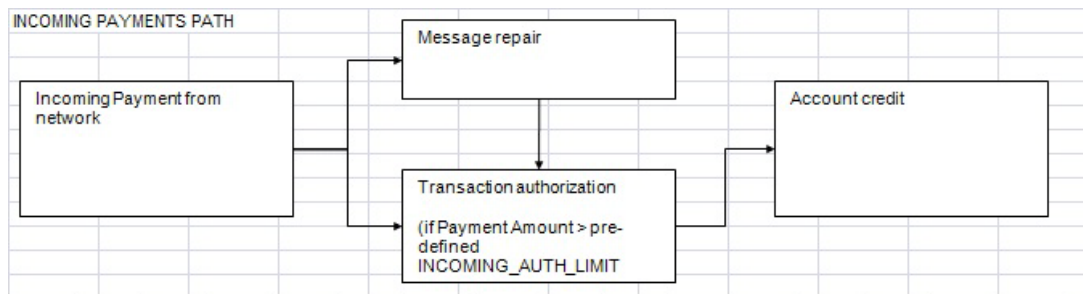 INCOMING PAYMENTS PATH
Message repair
Incoming Payment from
network
Account credit
Transaction authorization
(if Payment Amount > pre-
defined
INCOMING_AUTH_LIMIT